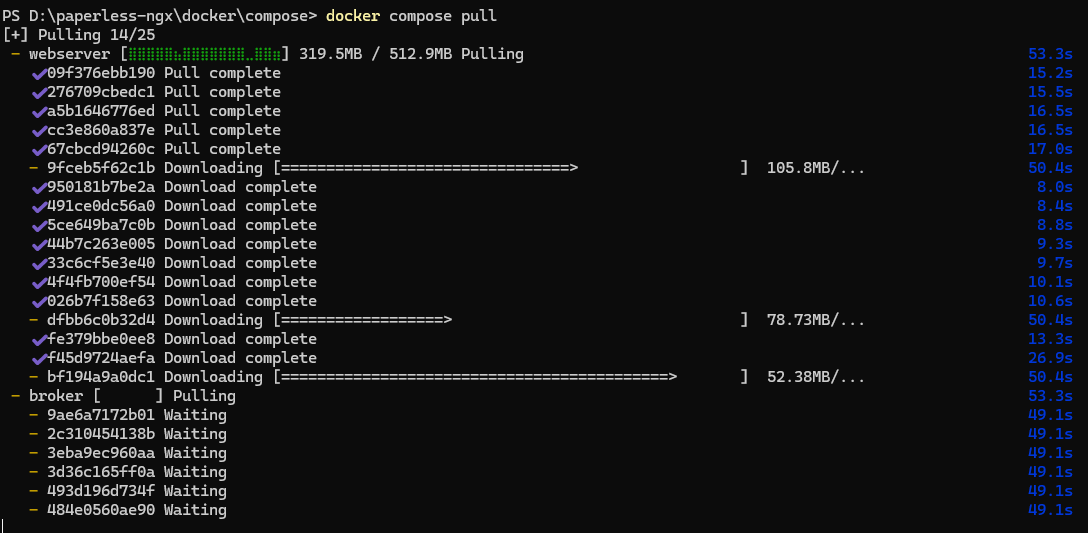 PS D:\paperless-ngx\docker\compose> docker compose pull
[+] Pulling 14/25
- webserver [⣿⣿⣿⣿⣿⣦⣿⣿⣿⣿⣿⣿⣿⣀⣿⣿⣶] 319.5MB / 512.9MB Pulling 53.3s
✔09f376ebb190 Pull complete 15.2s
✔276709cbedc1 Pull complete 15.5s
✔a5b1646776ed Pull complete 16.5s
✔cc3e860a837e Pull complete 16.5s
✔67cbcd94260c Pull complete 17.0s
- 9fceb5f62c1b Downloading [================================>                  ] 105.8MB/... 50.4s
✔950181b7be2a Download complete 8.0s
✔491ce0dc56a0 Download complete 8.4s
✔5ce649ba7c0b Download complete 8.8s
✔44b7c263e005 Download complete 9.3s
✔33c6cf5e3e40 Download complete 9.7s
✔4f4fb700ef54 Download complete 10.1s
✔026b7f158e63 Download complete 10.6s
- dfbb6c0b32d4 Downloading [==================>                                ] 78.73MB/... 50.4s
✔fe379bbe0ee8 Download complete 13.3s
✔f45d9724aefa Download complete 26.9s
- bf194a9a0dc1 Downloading [===========================================>       ] 52.38MB/... 50.4s
- broker [      ] Pulling 53.3s
- 9ae6a7172b01 Waiting 49.1s
- 2c310454138b Waiting 49.1s
- 3eba9ec960aa Waiting 49.1s
- 3d36c165ff0a Waiting 49.1s
- 493d196d734f Waiting 49.1s
- 484e0560ae90 Waiting 49.1s